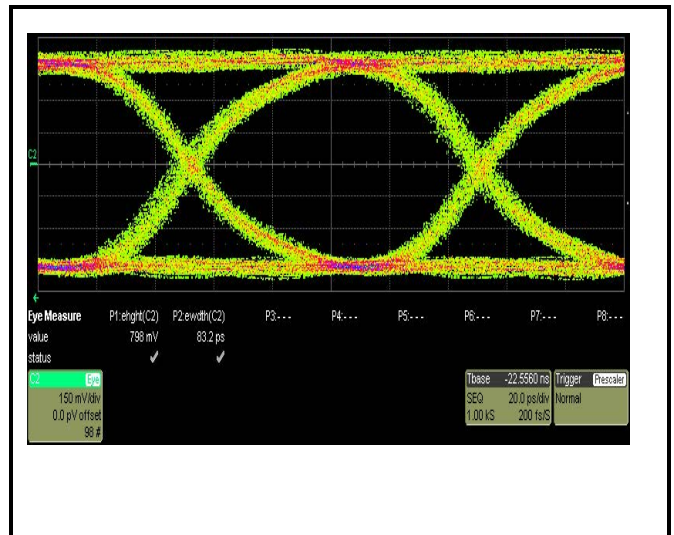 C2
Eye Measure P1:ehght(C2) P2:ewdth(C2) P3:--- P4:--- P5:--- P6:--- P7:--- P8:---
value 798 mV 83.2 ps
status ✓ ✓
C2 Eye
150 mV/div
0.0 pV offset
98 #
Tbase -22.5560 ns
SEQ 20.0 ps/div
1.00 kS 200 fs/S
Trigger Prescaler
Normal